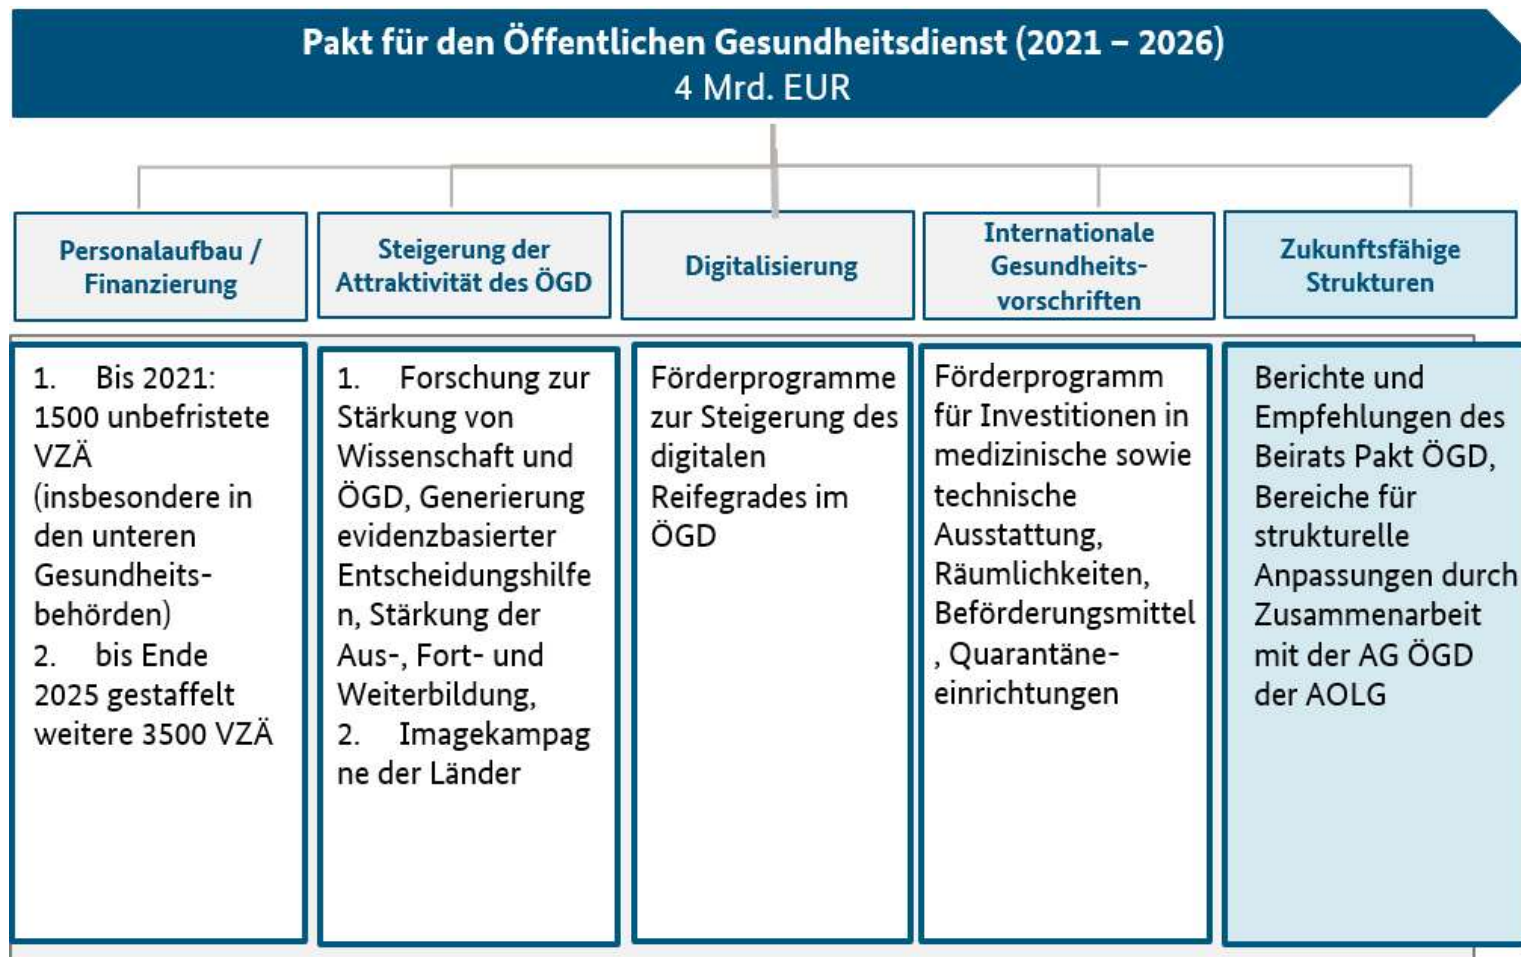 Pakt für den Öffentlichen Gesundheitsdienst (2021 – 2026)
4 Mrd. EUR
Personalaufbau /
Finanzierung
Steigerung der
Attraktivität des ÖGD
Digitalisierung
Internationale
Gesundheits-
vorschriften
Zukunftsfähige
Strukturen
1. Bis 2021:
1500 unbefristete
VZÄ
(insbesondere in
den unteren
Gesundheits-
behörden)
2. bis Ende
2025 gestaffelt
weitere 3500 VZÄ
1. Forschung zur
Stärkung von
Wissenschaft und
ÖGD, Generierung
evidenzbasierter
Entscheidungshilfe
n, Stärkung der
Aus-, Fort- und
Weiterbildung,
2. Imagekampag
ne der Länder
Förderprogramme
zur Steigerung des
digitalen
Reifegrades im
ÖGD
Förderprogramm
für Investitionen in
medizinische sowie
technische
Ausstattung,
Räumlichkeiten,
Beförderungsmittel
, Quarantäne-
einrichtungen
Berichte und
Empfehlungen des
Beirats Pakt ÖGD,
Bereiche für
strukturelle
Anpassungen durch
Zusammenarbeit
mit der AG ÖGD
der AOLG